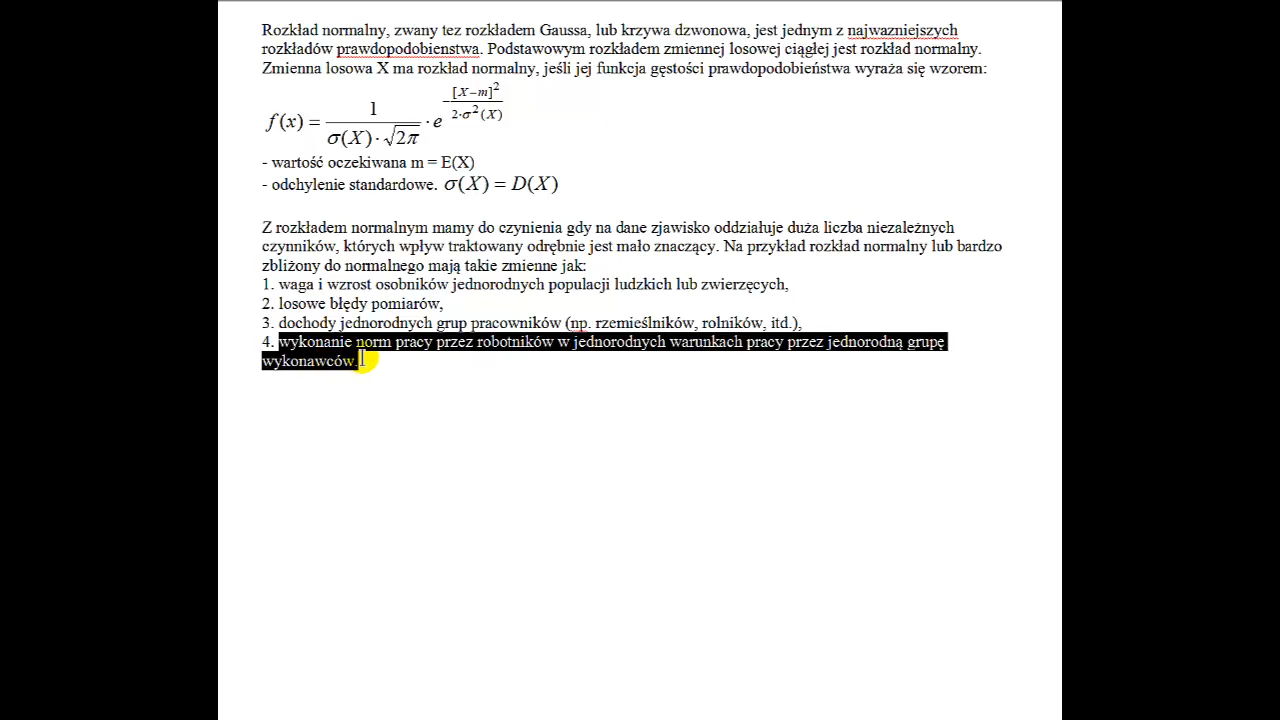 Rozkład normalny, zwany tez rozkładem Gaussa, lub krzywa dzwonowa, jest jednym z najwazniejszych
rozkładów prawdopodobienstwa. Podstawowym rozkładem zmiennej losowej ciągłej jest rozkład normalny.
Zmienna losowa X ma rozkład normalny, jeśli jej funkcja gęstości prawdopodobieństwa wyraża się wzorem:
f(x) = 1 / (σ(X)·√2π) · e^(−[X−m]² / (2·σ²(X)))
- wartość oczekiwana m = E(X)
- odchylenie standardowe. σ(X) = D(X)
Z rozkładem normalnym mamy do czynienia gdy na dane zjawisko oddziałuje duża liczba niezależnych
czynników, których wpływ traktowany odrębnie jest mało znaczący. Na przykład rozkład normalny lub bardzo
zbliżony do normalnego mają takie zmienne jak:
1. waga i wzrost osobników jednorodnych populacji ludzkich lub zwierzęcych,
2. losowe błędy pomiarów,
3. dochody jednorodnych grup pracowników (np. rzemieślników, rolników, itd.),
4. wykonanie norm pracy przez robotników w jednorodnych warunkach pracy przez jednorodną grupę
wykonawców.